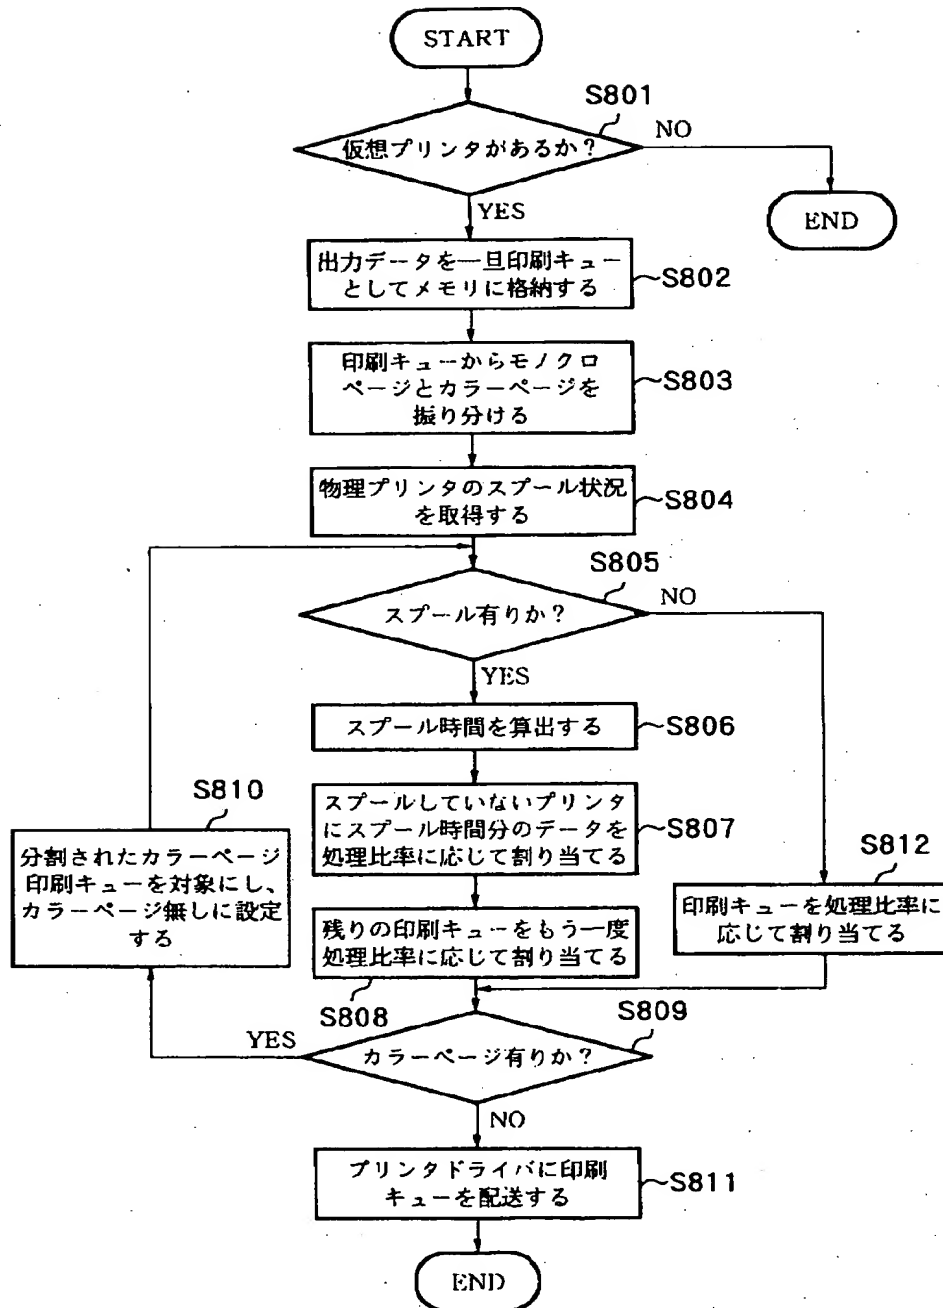 START
S801
仮想プリンタがあるか？
NO
END
YES
出力データを一旦印刷キュー
としてメモリに格納する
S802
印刷キューからモノクロ
ページとカラーページを
振り分ける
S803
物理プリンタのスプール状況
を取得する
S804
S805
スプール有りか？
NO
YES
スプール時間を算出する
S806
S810
分割されたカラーページ
印刷キューを対象にし、
カラーページ無しに設定
する
スプールしていないプリンタ
にスプール時間分のデータを
処理比率に応じて割り当てる
S807
S812
印刷キューを処理比率に
応じて割り当てる
残りの印刷キューをもう一度
処理比率に応じて割り当てる
S808
S809
YES
カラーページ有りか？
NO
プリンタドライバに印刷
キューを配送する
S811
END